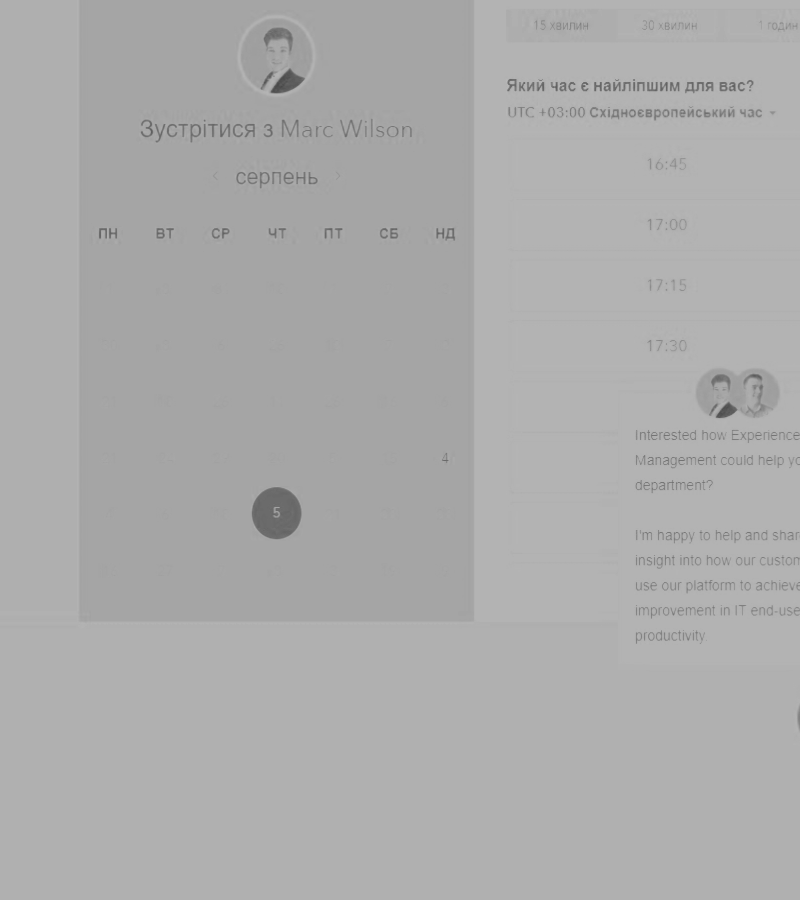 Зустрітися з Marc Wilson
серпень
ПН ВТ СР ЧТ ПТ СБ НД
4
5
15 хвилин 30 хвилин 1 годин
Який час є найліпшим для вас?
UTC +03:00 Східноєвропейський час
16:45
17:00
17:15
17:30
Interested how Experience
Management could help yo
department?
I'm happy to help and shar
insight into how our custom
use our platform to achieve
improvement in IT end-use
productivity